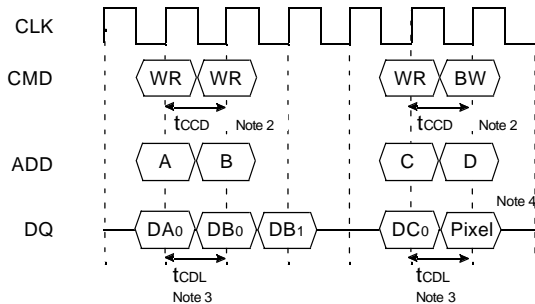 CLK
CMD WR WR WR BW
tCCD Note 2 tCCD Note 2
ADD A B C D
Note 4
DQ DA0 DB0 DB1 DC0 Pixel
tCDL tCDL
Note 3 Note 3